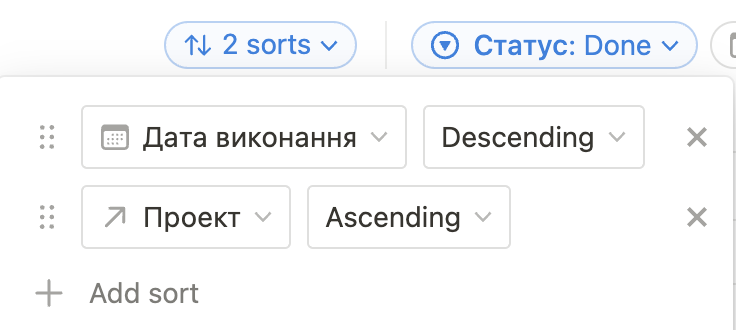 2 sorts Статус: Done
Дата виконання Descending
Проект Ascending
Add sort